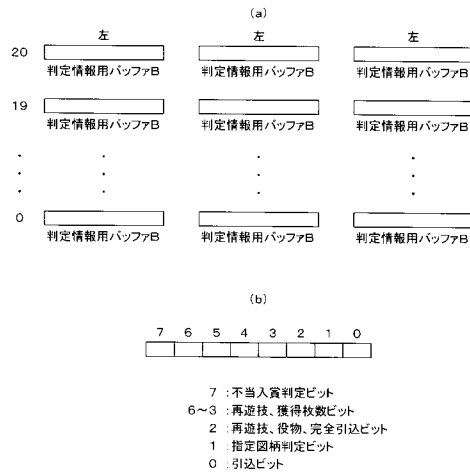 (a)
左 左 左
20
判定情報用バッファB 判定情報用バッファB 判定情報用バッファB
19
判定情報用バッファB 判定情報用バッファB 判定情報用バッファB
0
判定情報用バッファB 判定情報用バッファB 判定情報用バッファB
(b)
7 6 5 4 3 2 1 0
7 : 不当入賞判定ビット
6~3 : 再遊技、獲得枚数ビット
2 : 再遊技、役物、完全引込ビット
1 : 指定図柄判定ビット
0 : 引込ビット